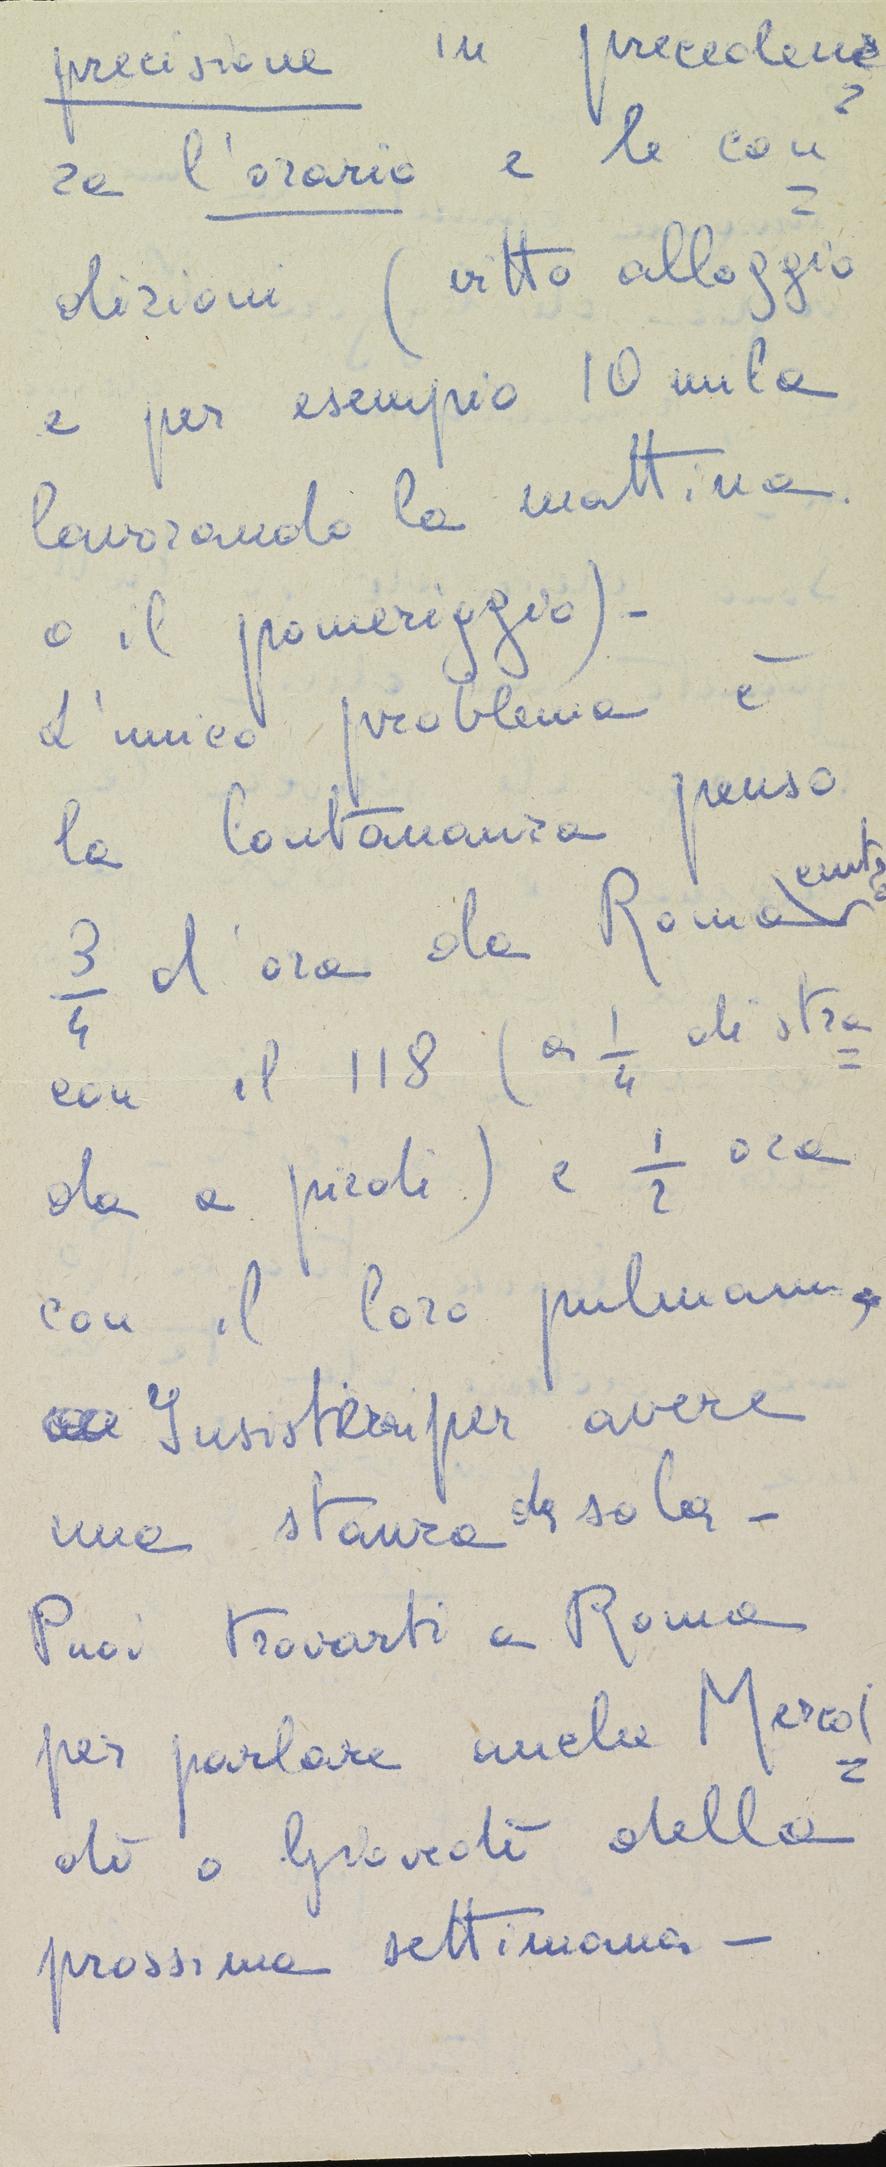 precisione in preceden=
za l'orario e le con=
dizioni (vitto alloggio
e per esempio 10 mila
lavorando la mattina.
o il pomeriggio)-
L'unico problema è
la lontananza penso
3/4 d'ora da Roma centro
con il 118 (a 1/4 di stra=
da a piedi) e 1/2 ora
con il loro pulmann,
Insisterei per avere
una stanza da sola -
Puoi trovarti a Roma
per parlare anche Mercol=
dì o Giovedì della
prossima settimana -